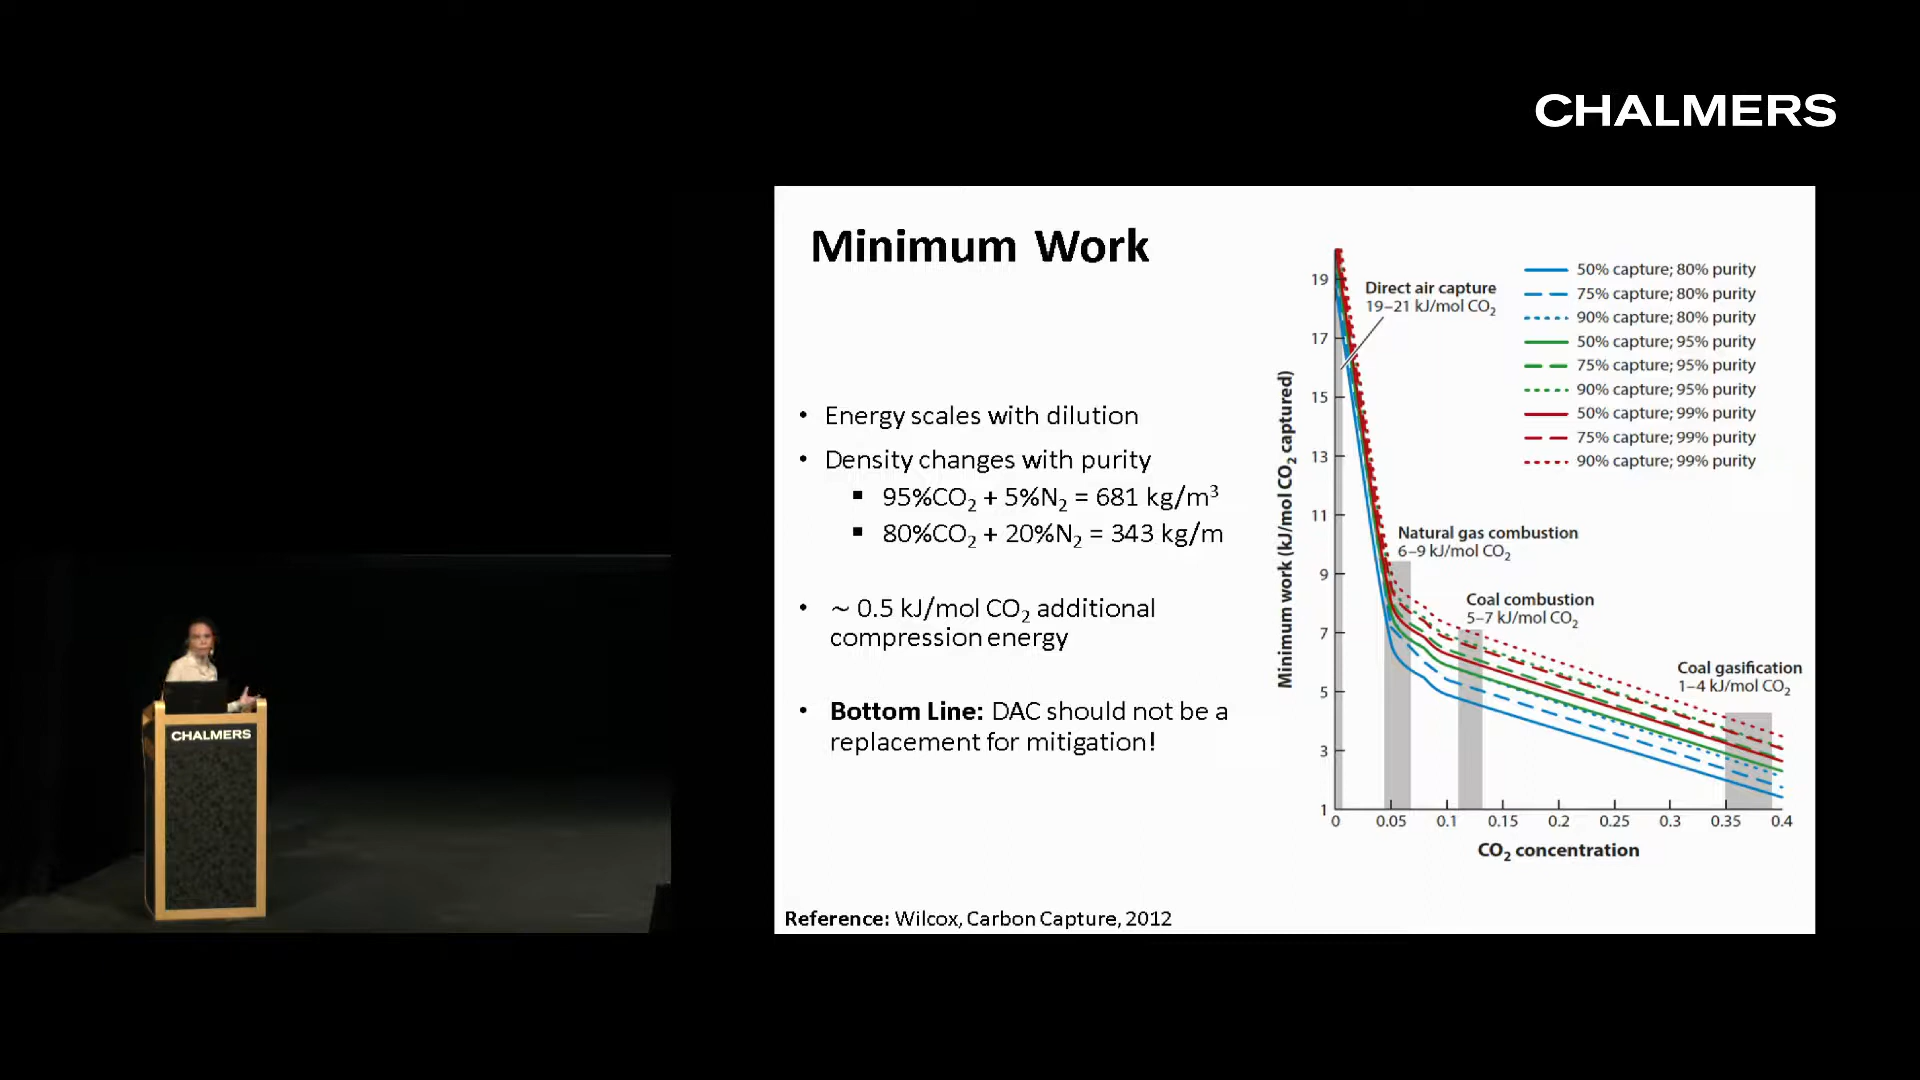 CHALMERS
Minimum Work
• Energy scales with dilution
• Density changes with purity
▪ 95%CO₂ + 5%N₂ = 681 kg/m³
▪ 80%CO₂ + 20%N₂ = 343 kg/m
• ~ 0.5 kJ/mol CO₂ additional
compression energy
• Bottom Line: DAC should not be a
replacement for mitigation!
Reference: Wilcox, Carbon Capture, 2012
Minimum work (kJ/mol CO₂ captured)
19
17
15
13
11
9
7
5
3
1
0 0.05 0.1 0.15 0.2 0.25 0.3 0.35 0.4
CO₂ concentration
Direct air capture
19–21 kJ/mol CO₂
Natural gas combustion
6–9 kJ/mol CO₂
Coal combustion
5–7 kJ/mol CO₂
Coal gasification
1–4 kJ/mol CO₂
50% capture; 80% purity
75% capture; 80% purity
90% capture; 80% purity
50% capture; 95% purity
75% capture; 95% purity
90% capture; 95% purity
50% capture; 99% purity
75% capture; 99% purity
90% capture; 99% purity
CHALMERS